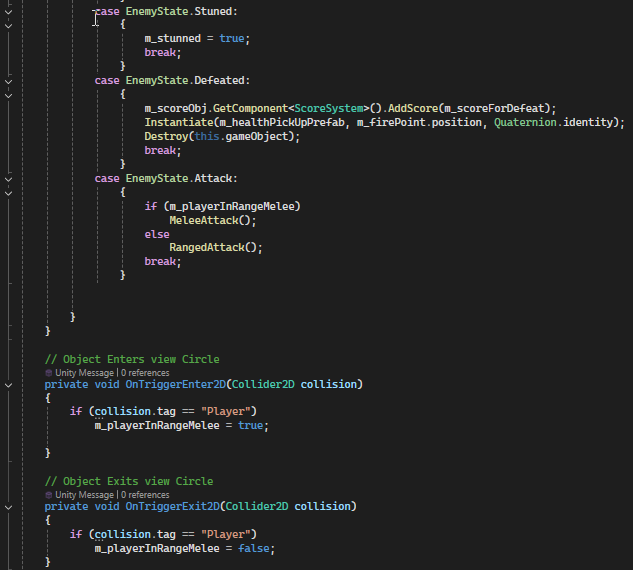 case EnemyState.Stuned:
{
m_stunned = true;
break;
}
case EnemyState.Defeated:
{
m_scoreObj.GetComponent<ScoreSystem>().AddScore(m_scoreForDefeat);
Instantiate(m_healthPickUpPrefab, m_firePoint.position, Quaternion.identity);
Destroy(this.gameObject);
break;
}
case EnemyState.Attack:
{
if (m_playerInRangeMelee)
MeleeAttack();
else
RangedAttack();
break;
}
}
}
// Object Enters view Circle
Unity Message | 0 references
private void OnTriggerEnter2D(Collider2D collision)
{
if (collision.tag == "Player")
m_playerInRangeMelee = true;
}
// Object Exits view Circle
Unity Message | 0 references
private void OnTriggerExit2D(Collider2D collision)
{
if (collision.tag == "Player")
m_playerInRangeMelee = false;
}